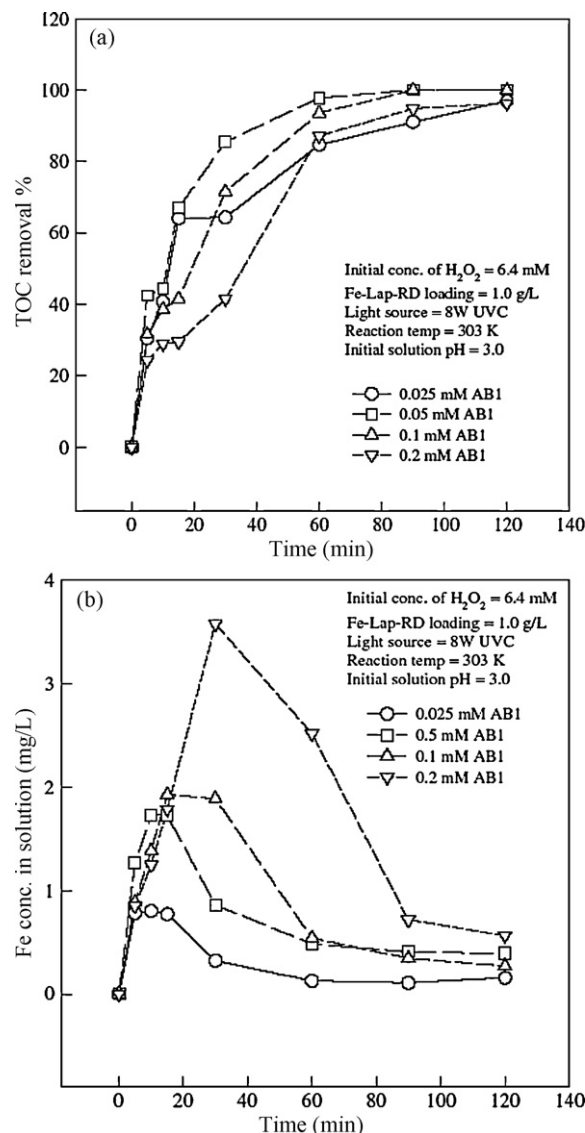 (a)
120
100
80
60
40
20
0
TOC removal %
Initial conc. of H₂O₂ = 6.4 mM
Fe-Lap-RD loading = 1.0 g/L
Light source = 8W UVC
Reaction temp = 303 K
Initial solution pH = 3.0
0.025 mM AB1
0.05 mM AB1
0.1 mM AB1
0.2 mM AB1
0 20 40 60 80 100 120 140
Time (min)
(b)
4
3
2
1
0
Fe conc. in solution (mg/L)
Initial conc. of H₂O₂ = 6.4 mM
Fe-Lap-RD loading = 1.0 g/L
Light source = 8W UVC
Reaction temp = 303 K
Initial solution pH = 3.0
0.025 mM AB1
0.5 mM AB1
0.1 mM AB1
0.2 mM AB1
0 20 40 60 80 100 120 140
Time (min)